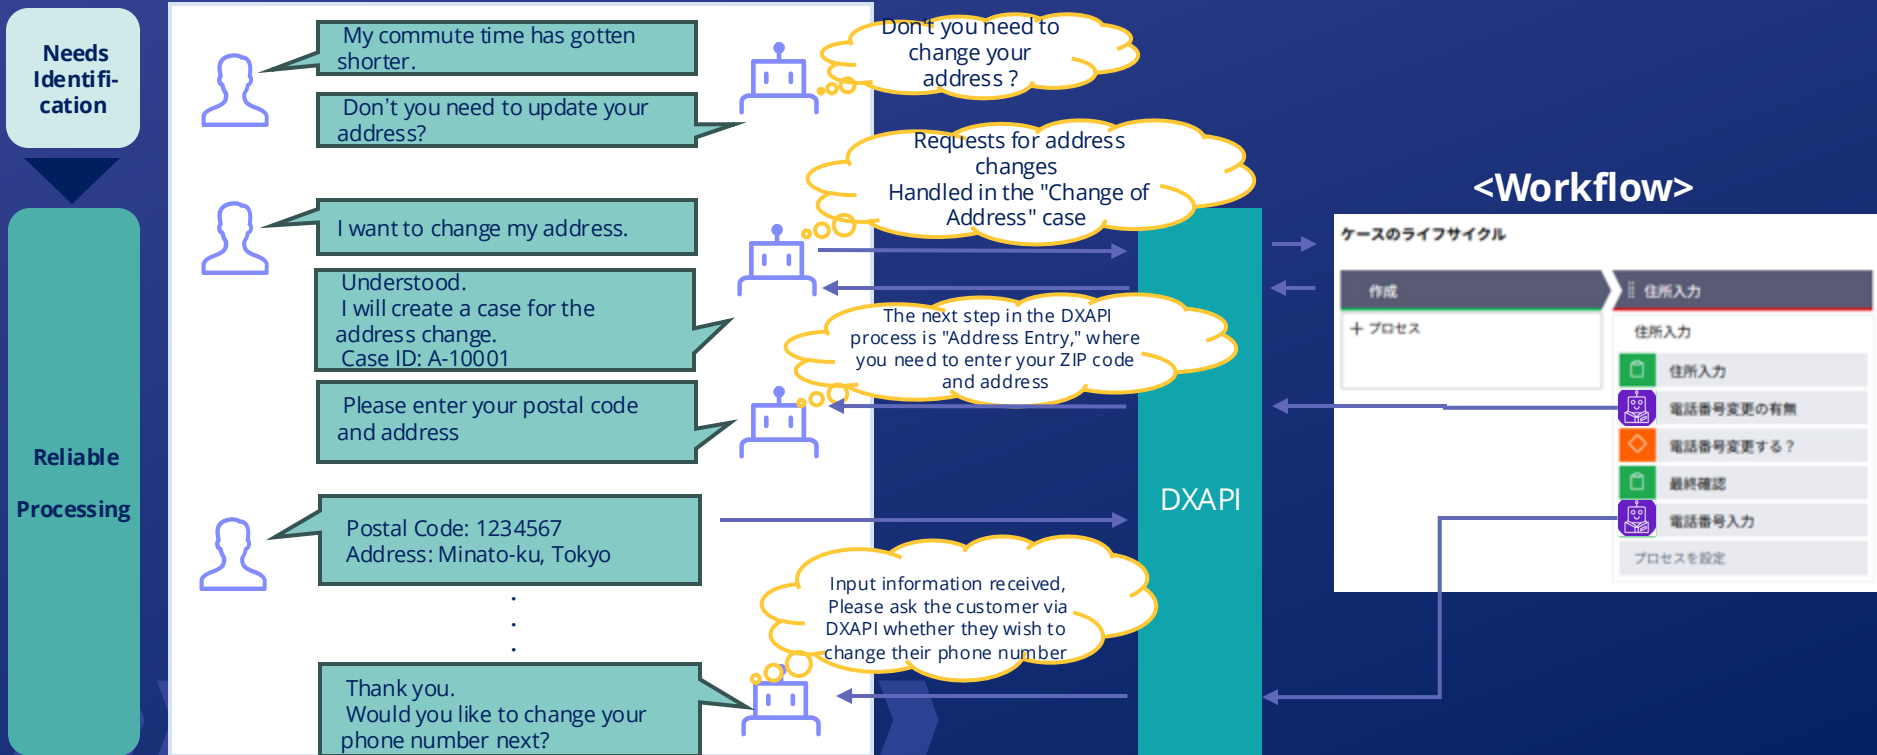 Needs
Identifi-
cation
Reliable
Processing
My commute time has gotten
shorter.
Don't you need to
change your
address ?
Don’t you need to update your
address?
Requests for address
changes
Handled in the "Change of
Address" case
I want to change my address.
Understood.
I will create a case for the
address change.
Case ID: A-10001
The next step in the DXAPI
process is "Address Entry," where
you need to enter your ZIP code
and address
Please enter your postal code
and address
Postal Code: 1234567
Address: Minato-ku, Tokyo
.
.
.
Input information received,
Please ask the customer via
DXAPI whether they wish to
change their phone number
Thank you.
Would you like to change your
phone number next?
DXAPI
<Workflow>
ケースのライフサイクル
作成
+ プロセス
住所入力
住所入力
住所入力
電話番号変更の有無
電話番号変更する？
最終確認
電話番号入力
プロセスを設定